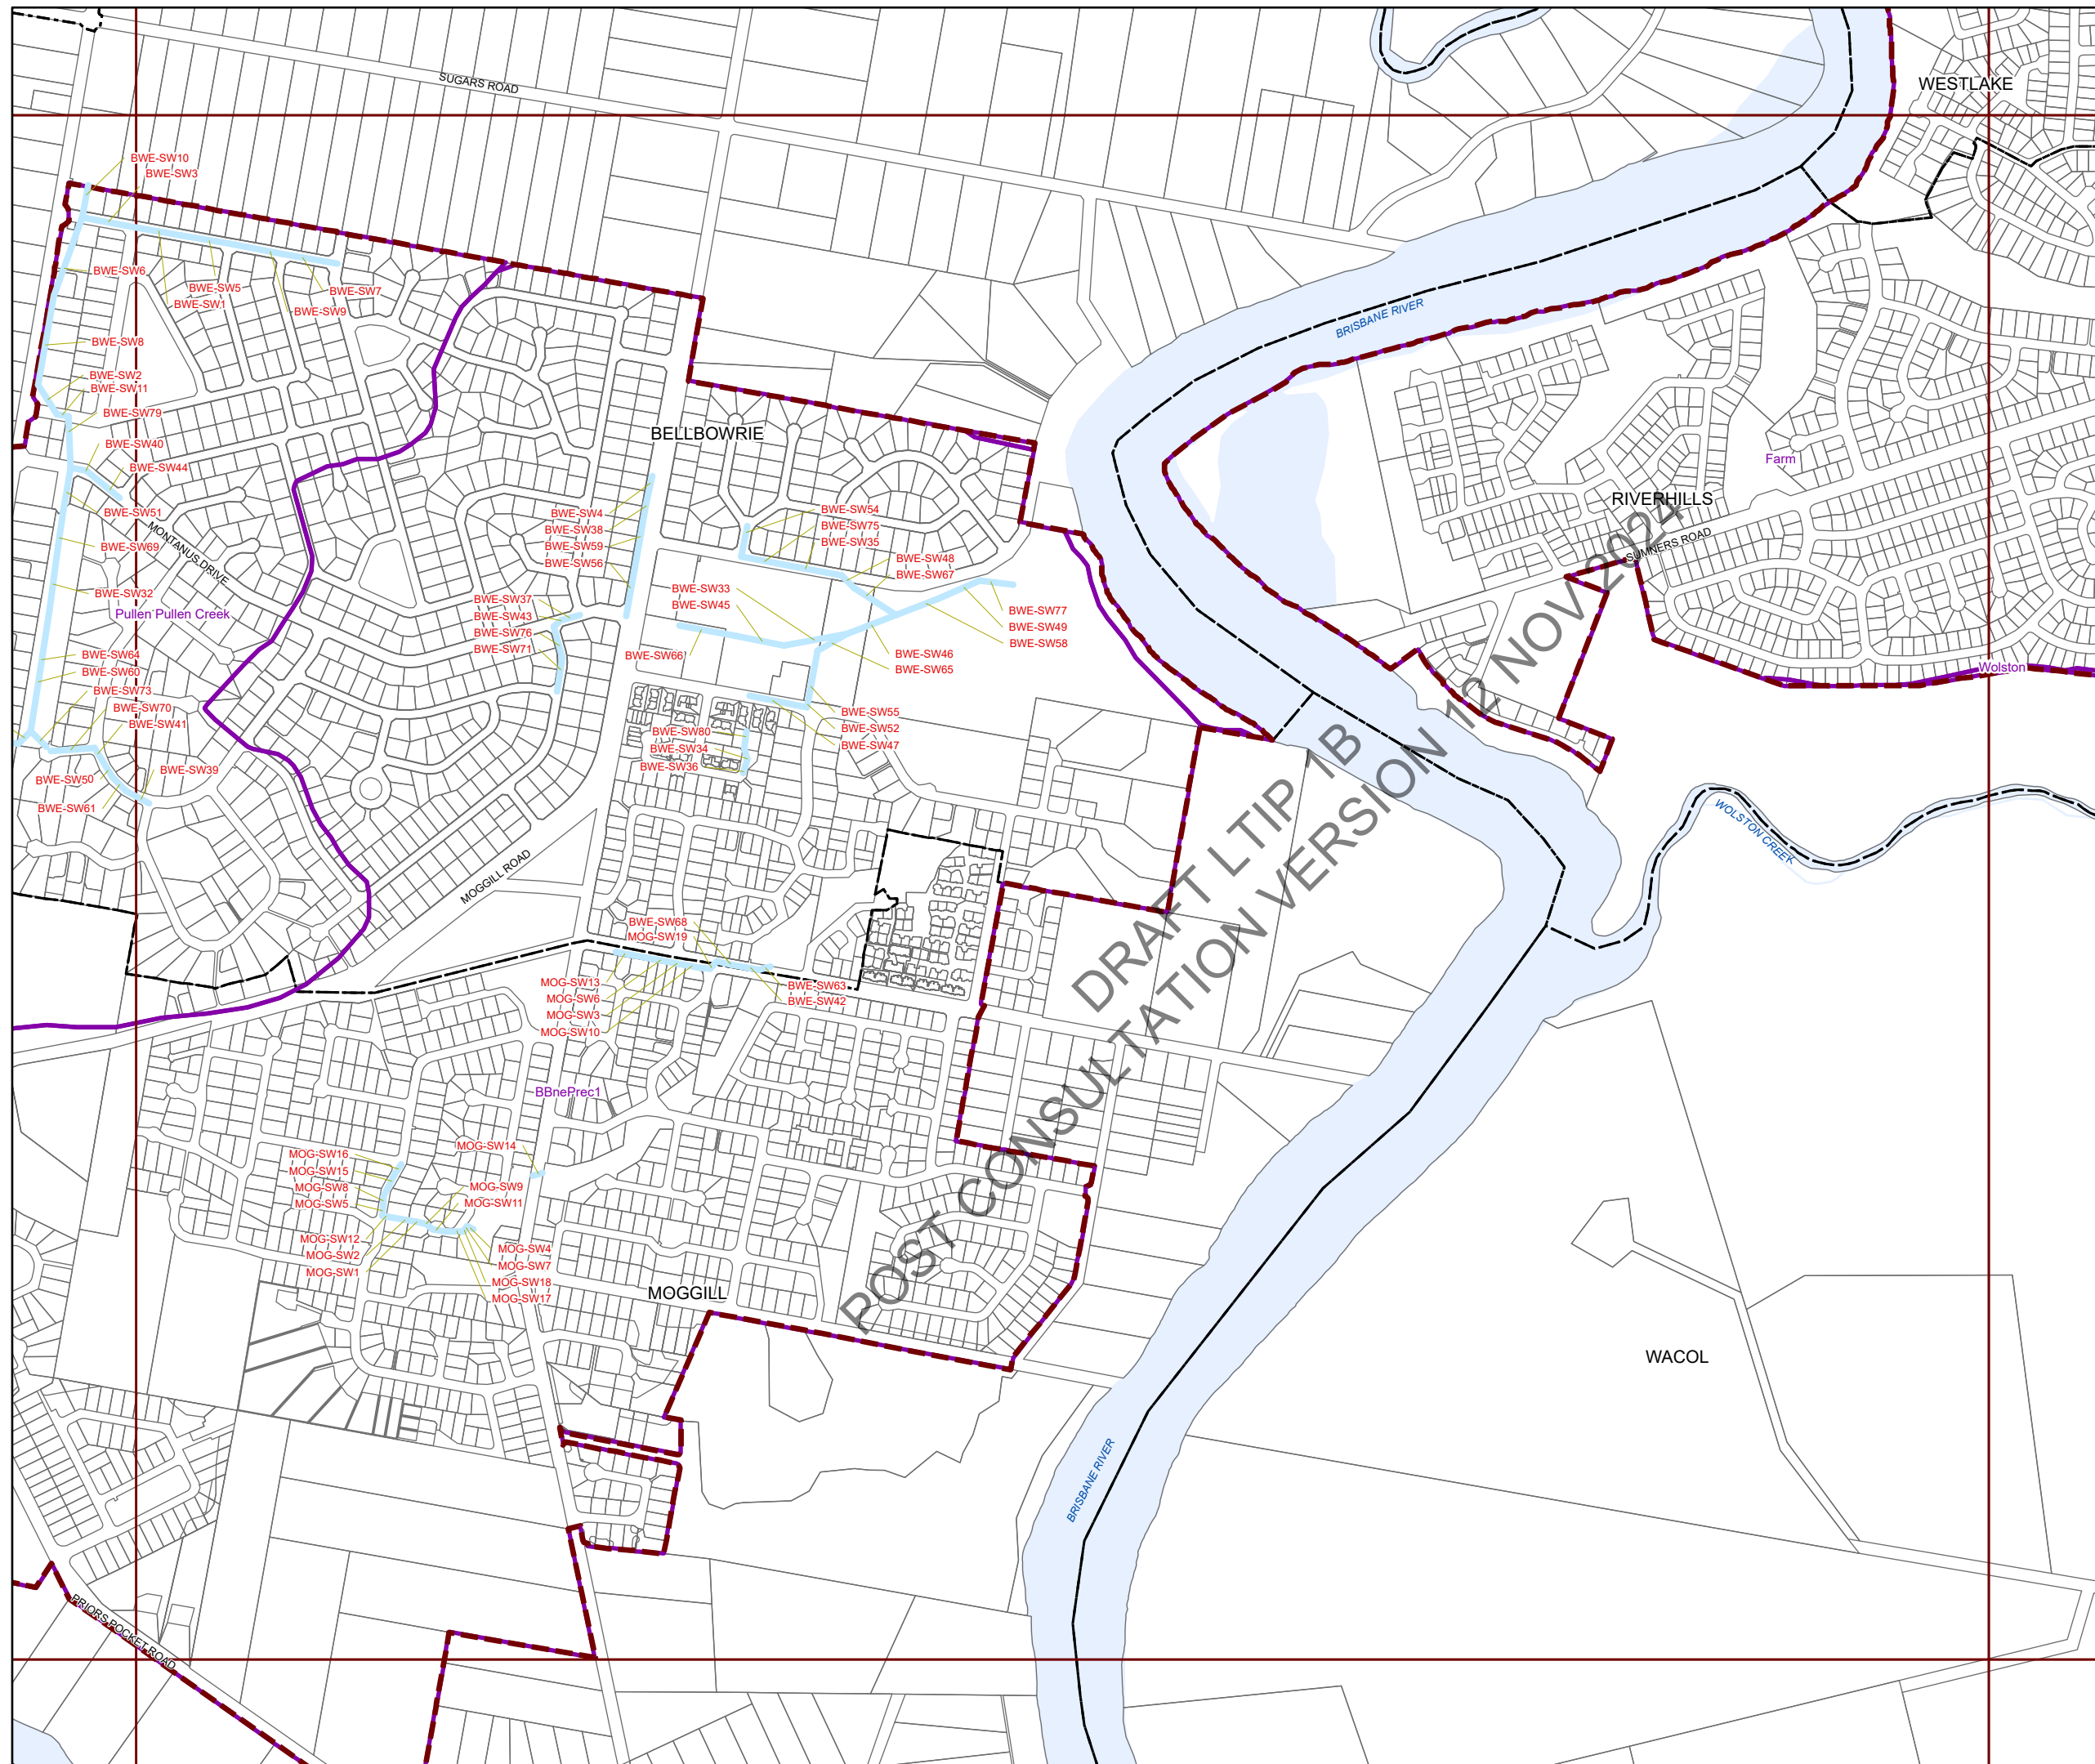 SUGARS ROAD
WESTLAKE
BWE-SW10
BWE-SW3
BWE-SW6
BWE-SW5
BWE-SW7
BWE-SW1
BWE-SW9
BRISBANE RIVER
BWE-SW8
BWE-SW2
BWE-SW11
BWE-SW79
BELLBOWRIE
BWE-SW40
BWE-SW44
Farm
RIVERHILLS
BWE-SW51
MONTANUS DRIVE
BWE-SW4
BWE-SW38
BWE-SW59
BWE-SW56
BWE-SW54
BWE-SW75
BWE-SW35
SUMNERS ROAD
BWE-SW69
BWE-SW48
BWE-SW67
BWE-SW32
Pullen Pullen Creek
BWE-SW33
BWE-SW45
BWE-SW37
BWE-SW43
BWE-SW76
BWE-SW71
BWE-SW77
BWE-SW49
BWE-SW58
BWE-SW66
BWE-SW46
BWE-SW65
Wolston
BWE-SW64
BWE-SW60
BWE-SW73
BWE-SW70
BWE-SW41
BWE-SW55
BWE-SW52
BWE-SW47
BWE-SW80
BWE-SW34
BWE-SW36
BWE-SW39
BWE-SW50
BWE-SW61
WOLSTON CREEK
MOGGILL ROAD
DRAFT LTIP 1B
POST CONSULTATION VERSION 12 NOV 2024
BWE-SW68
MOG-SW19
MOG-SW13
MOG-SW6
MOG-SW3
MOG-SW10
BWE-SW63
BWE-SW42
BBnePrec1
MOG-SW14
MOG-SW16
MOG-SW15
MOG-SW8
MOG-SW5
MOG-SW9
MOG-SW11
MOG-SW12
MOG-SW2
MOG-SW1
MOG-SW4
MOG-SW7
MOG-SW18
MOG-SW17
MOGGILL
WACOL
BRISBANE RIVER
PRIORS POCKET ROAD